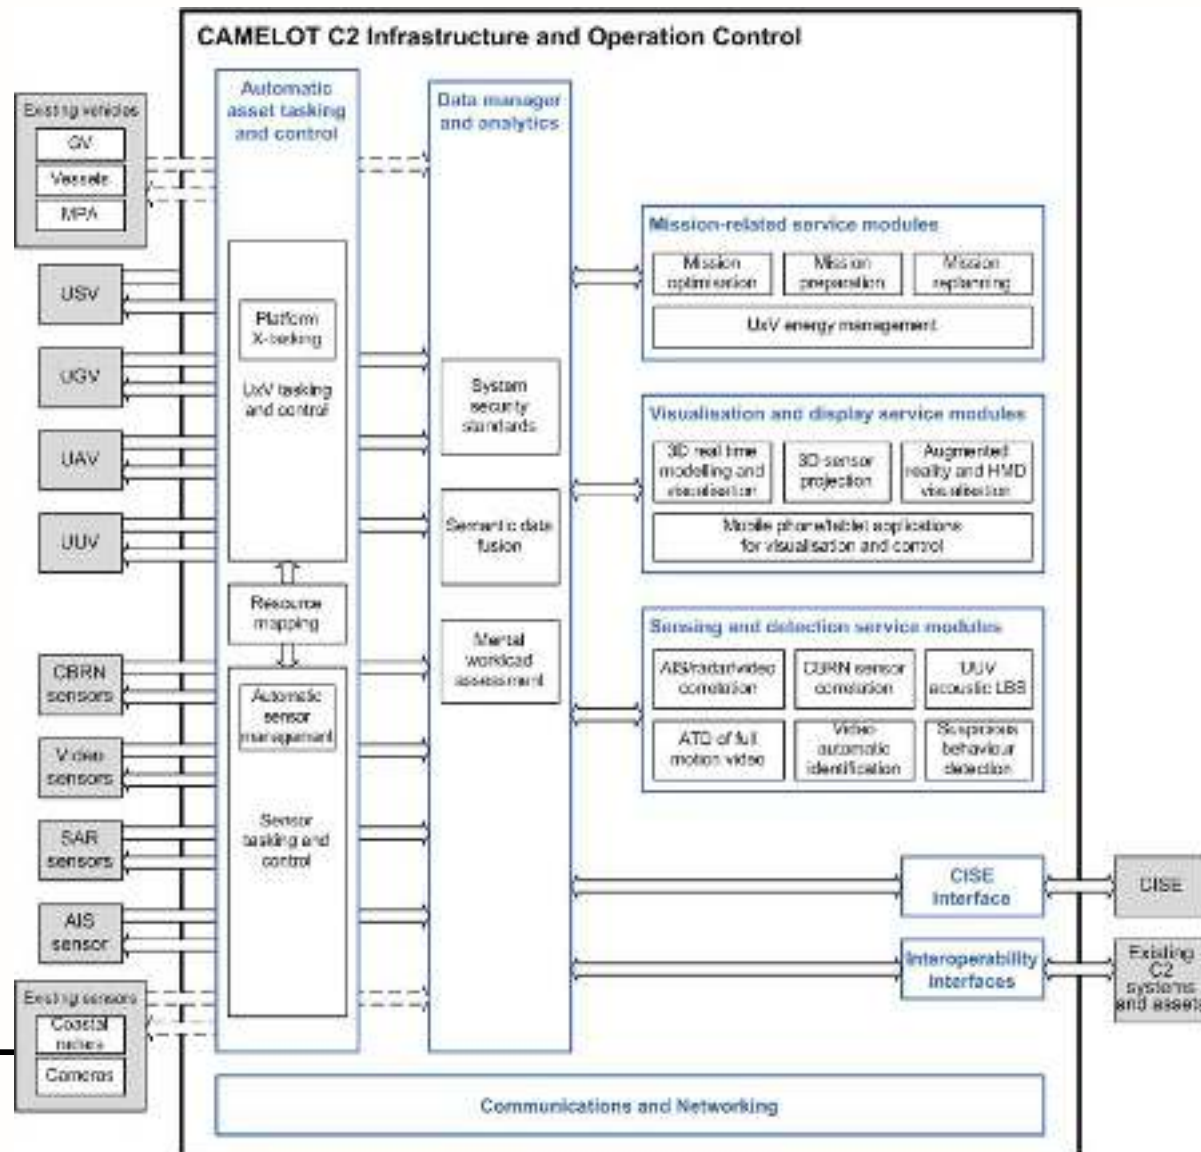 CAMELOT C2 Infrastructure and Operation Control
Automatic
asset tasking
and control
Data manager
and analytics
Existing vehicles
GV
Vessels
MPA
USV
UGV
UAV
UUV
CBRN
sensors
Video
sensors
SAR
sensors
AIS
sensor
Existing sensors
Coastal
radars
Cameras
Platform
X-tasking
UxV tasking
and control
Resource
mapping
Automatic
sensor
management
Sensor
tasking and
control
System
security
standards
Semantic data
fusion
Mental
workload
assessment
Mission-related service modules
Mission
optimisation
Mission
preparation
Mission
replanning
UxV energy management
Visualisation and display service modules
3D real time
modelling and
visualisation
3D sensor
projection
Augmented
reality and HMD
visualisation
Mobile phone/tablet applications
for visualisation and control
Sensing and detection service modules
AIS/radar/video
correlation
CBRN sensor
correlation
UUV
acoustic LBS
ATD of full
motion video
Video
automatic
identification
Suspicious
behaviour
detection
CISE
Interface
CISE
Interoperability
Interfaces
Existing
C2
systems
and assets
Communications and Networking